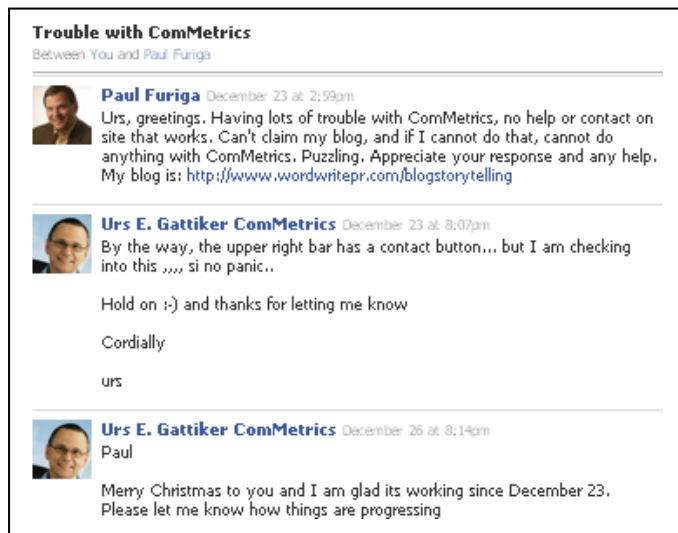 Trouble with ComMetrics
Between You and Paul Furiga
Paul Furiga December 23 at 2:59pm
Urs, greetings. Having lots of trouble with ComMetrics, no help or contact on
site that works. Can't claim my blog, and if I cannot do that, cannot do
anything with ComMetrics. Puzzling. Appreciate your response and any help.
My blog is: http://www.wordwritepr.com/blogstorytelling
Urs E. Gattiker ComMetrics December 23 at 8:07pm
By the way, the upper right bar has a contact button... but I am checking
into this ,,,, si no panic..
Hold on :-) and thanks for letting me know
Cordially
urs
Urs E. Gattiker ComMetrics December 26 at 8:14pm
Paul
Merry Christmas to you and I am glad its working since December 23.
Please let me know how things are progressing